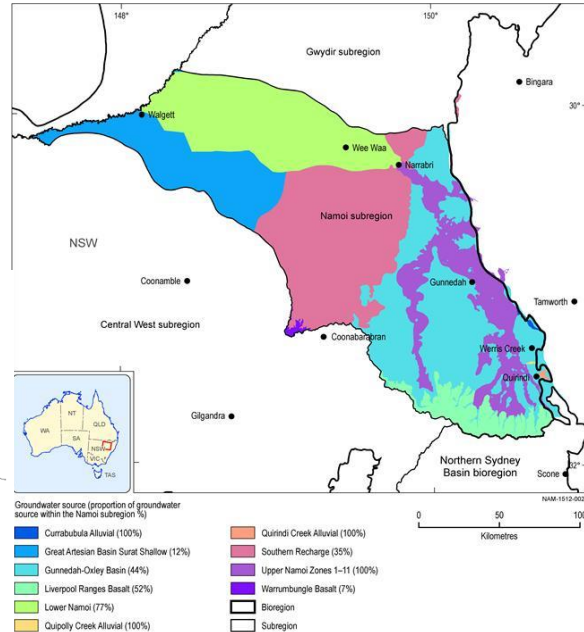 148°
150°
Gwydir subregion
Bingara
30°
Walgett
Wee Waa
Narrabri
Namoi subregion
NSW
Coonamble
Gunnedah
Tamworth
Central West subregion
Coonabarabran
Werris Creek
Quirindi
Gilgandra
NT
QLD
WA
SA
NSW
VIC
TAS
Northern Sydney
Basin bioregion
Scone
32°
NAM-1512-002
Groundwater source (proportion of groundwater
source within the Namoi subregion %)
Currabubula Alluvial (100%)
Great Artesian Basin Surat Shallow (12%)
Gunnedah-Oxley Basin (44%)
Liverpool Ranges Basalt (52%)
Lower Namoi (77%)
Quipolly Creek Alluvial (100%)
Quirindi Creek Alluvial (100%)
Southern Recharge (35%)
Upper Namoi Zones 1–11 (100%)
Warrumbungle Basalt (7%)
Bioregion
Subregion
0 50 100
Kilometres